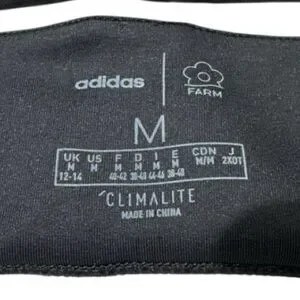 adidas
FARM
M
UK US F D I E CDN J
M M M M M M M/M 2XOT
12-14 40-42 38-40 44-46 38-40
CLIMALITE
MADE IN CHINA